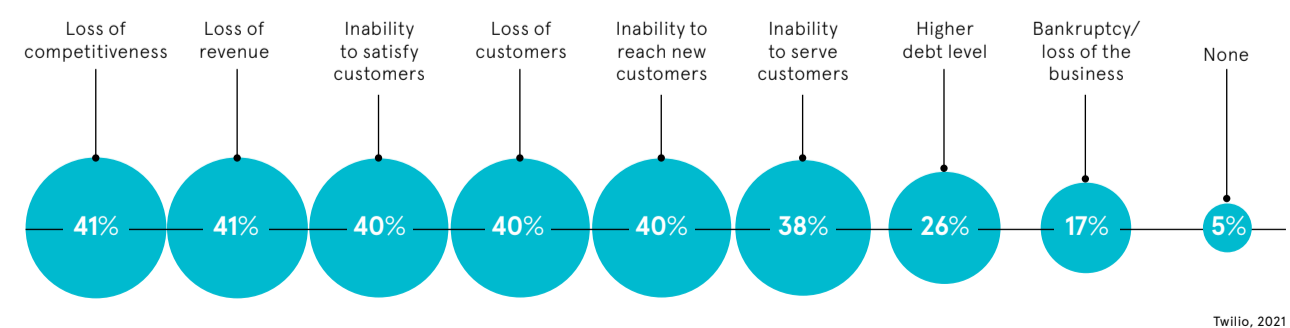 Loss of
competitiveness
Loss of
revenue
Inability
to satisfy
customers
Loss of
customers
Inability to
reach new
customers
Inability
to serve
customers
Higher
debt level
Bankruptcy/
loss of the
business
None
41%
41%
40%
40%
40%
38%
26%
17%
5%
Twilio, 2021